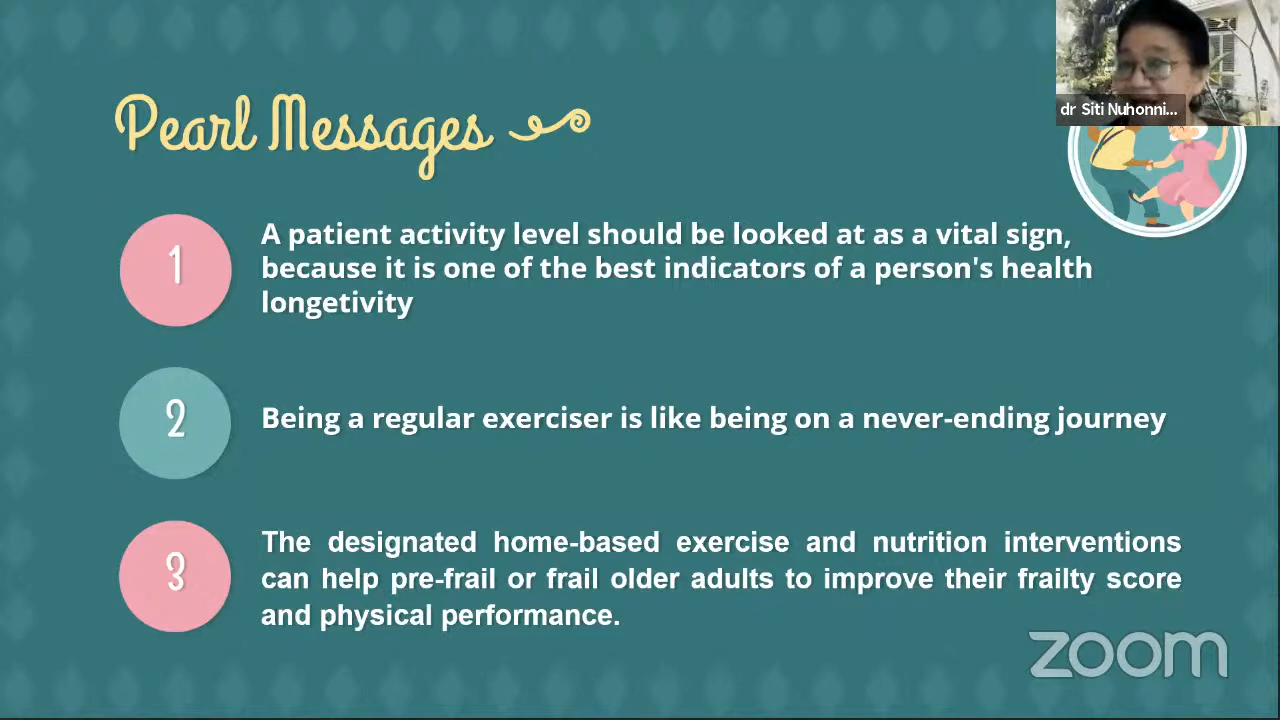 Pearl Messages
dr Siti Nuhonni...
1
A patient activity level should be looked at as a vital sign,
because it is one of the best indicators of a person's health
longetivity
2
Being a regular exerciser is like being on a never-ending journey
3
The designated home-based exercise and nutrition interventions
can help pre-frail or frail older adults to improve their frailty score
and physical performance.
zoom